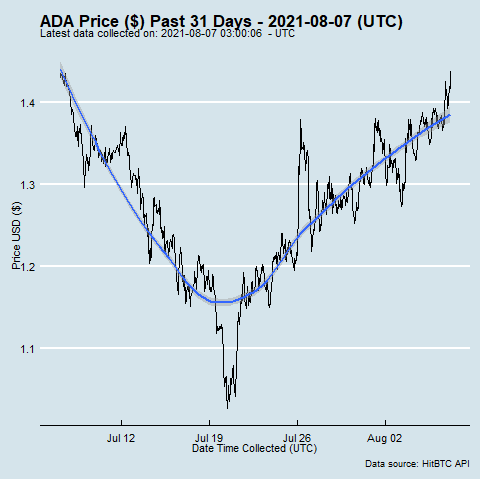 ADA Price ($) Past 31 Days - 2021-08-07 (UTC)
Latest data collected on: 2021-08-07 03:00:06 - UTC
1.4
1.3
1.2
1.1
Price USD ($)
Jul 12 Jul 19 Jul 26 Aug 02
Date Time Collected (UTC)
Data source: HitBTC API